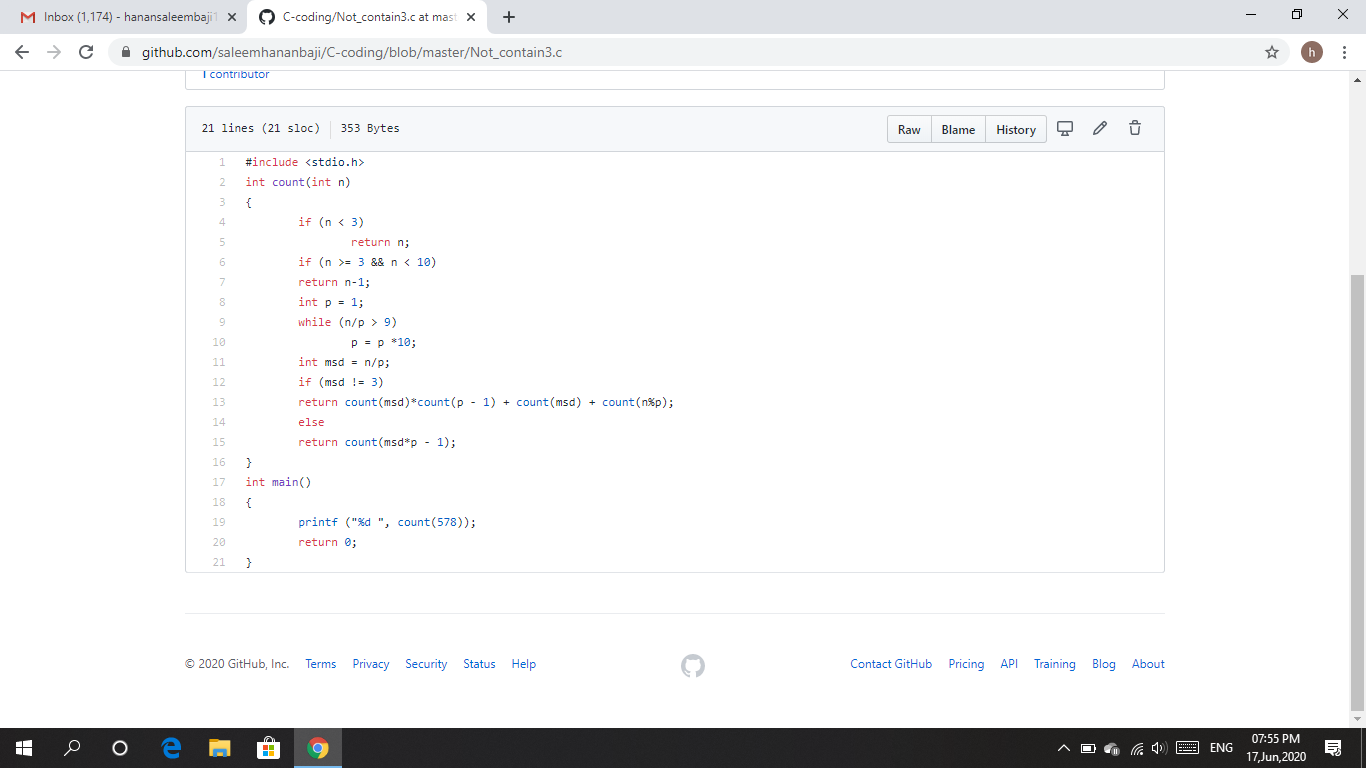 Inbox (1,174) - hanansaleembaji1
C-coding/Not_contain3.c at mast
github.com/saleemhananbaji/C-coding/blob/master/Not_contain3.c
h
1 contributor
21 lines (21 sloc) 353 Bytes Raw Blame History
1 #include <stdio.h>
2 int count(int n)
3 {
4 if (n < 3)
5 return n;
6 if (n >= 3 && n < 10)
7 return n-1;
8 int p = 1;
9 while (n/p > 9)
10 p = p *10;
11 int msd = n/p;
12 if (msd != 3)
13 return count(msd)*count(p - 1) + count(msd) + count(n%p);
14 else
15 return count(msd*p - 1);
16 }
17 int main()
18 {
19 printf ("%d ", count(578));
20 return 0;
21 }
© 2020 GitHub, Inc. Terms Privacy Security Status Help Contact GitHub Pricing API Training Blog About
ENG
07:55 PM
17,Jun,2020